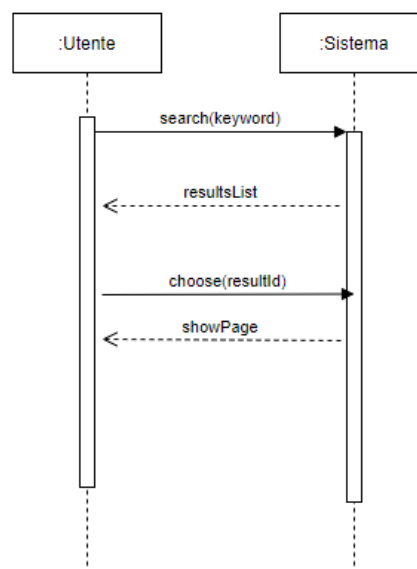 :Utente
:Sistema
search(keyword)
resultsList
choose(resultId)
showPage